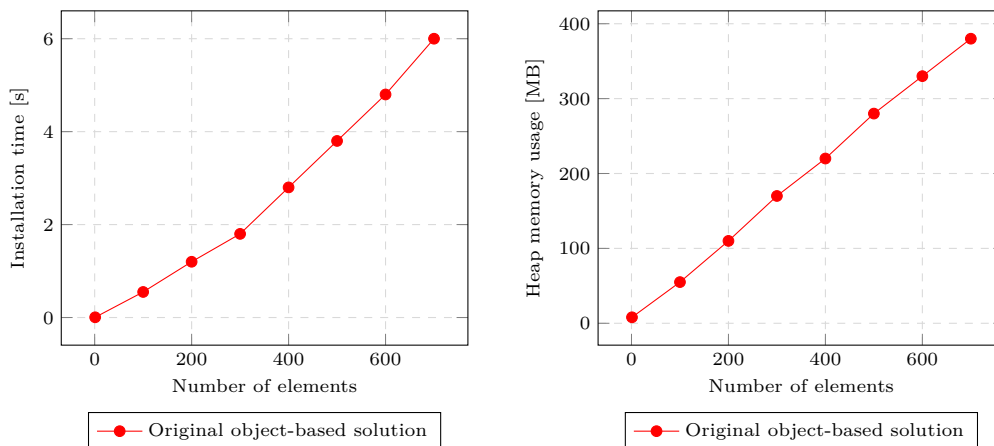 Installation time [s]
6
4
2
0
0 200 400 600
Number of elements
Original object-based solution
Heap memory usage [MB]
400
300
200
100
0
0 200 400 600
Number of elements
Original object-based solution